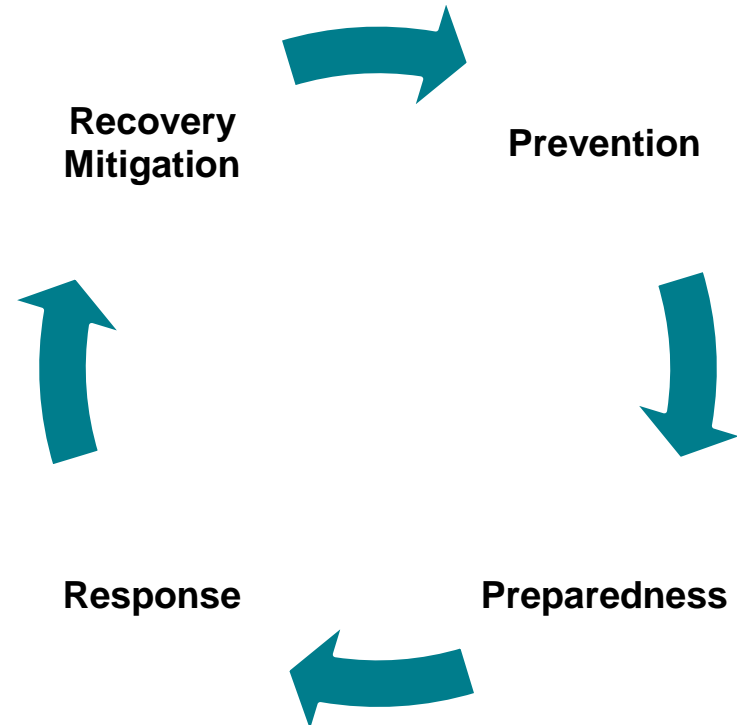 Recovery
Mitigation
Prevention
Response
Preparedness